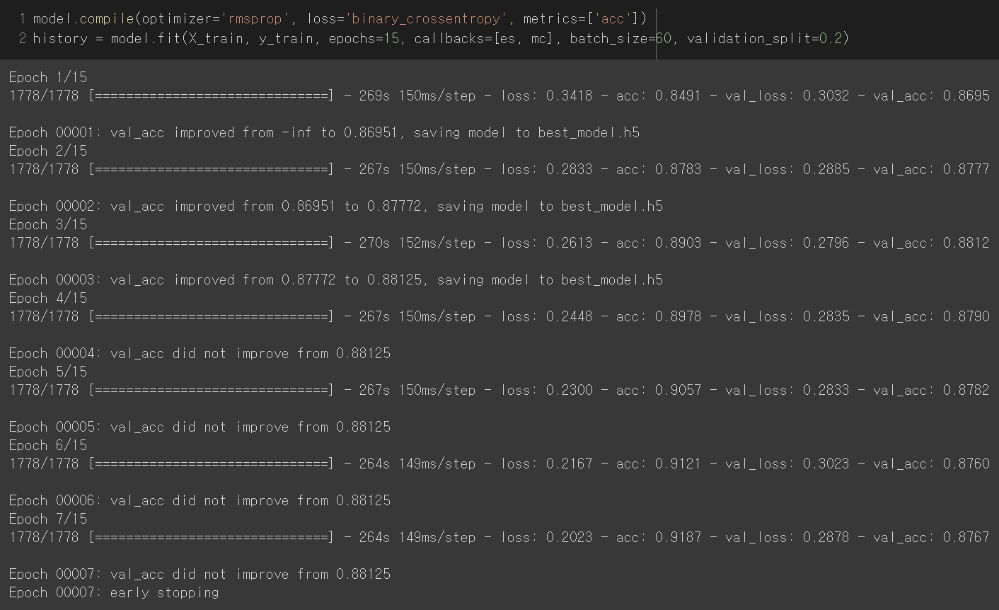 1 model.compile(optimizer='rmsprop', loss='binary_crossentropy', metrics=['acc'])
2 history = model.fit(X_train, y_train, epochs=15, callbacks=[es, mc], batch_size=60, validation_split=0.2)
Epoch 1/15
1778/1778 [==============================] - 269s 150ms/step - loss: 0.3418 - acc: 0.8491 - val_loss: 0.3032 - val_acc: 0.8695
Epoch 00001: val_acc improved from -inf to 0.86951, saving model to best_model.h5
Epoch 2/15
1778/1778 [==============================] - 267s 150ms/step - loss: 0.2833 - acc: 0.8783 - val_loss: 0.2885 - val_acc: 0.8777
Epoch 00002: val_acc improved from 0.86951 to 0.87772, saving model to best_model.h5
Epoch 3/15
1778/1778 [==============================] - 270s 152ms/step - loss: 0.2613 - acc: 0.8903 - val_loss: 0.2796 - val_acc: 0.8812
Epoch 00003: val_acc improved from 0.87772 to 0.88125, saving model to best_model.h5
Epoch 4/15
1778/1778 [==============================] - 267s 150ms/step - loss: 0.2448 - acc: 0.8978 - val_loss: 0.2835 - val_acc: 0.8790
Epoch 00004: val_acc did not improve from 0.88125
Epoch 5/15
1778/1778 [==============================] - 267s 150ms/step - loss: 0.2300 - acc: 0.9057 - val_loss: 0.2833 - val_acc: 0.8782
Epoch 00005: val_acc did not improve from 0.88125
Epoch 6/15
1778/1778 [==============================] - 264s 149ms/step - loss: 0.2167 - acc: 0.9121 - val_loss: 0.3023 - val_acc: 0.8760
Epoch 00006: val_acc did not improve from 0.88125
Epoch 7/15
1778/1778 [==============================] - 264s 149ms/step - loss: 0.2023 - acc: 0.9187 - val_loss: 0.2878 - val_acc: 0.8767
Epoch 00007: val_acc did not improve from 0.88125
Epoch 00007: early stopping